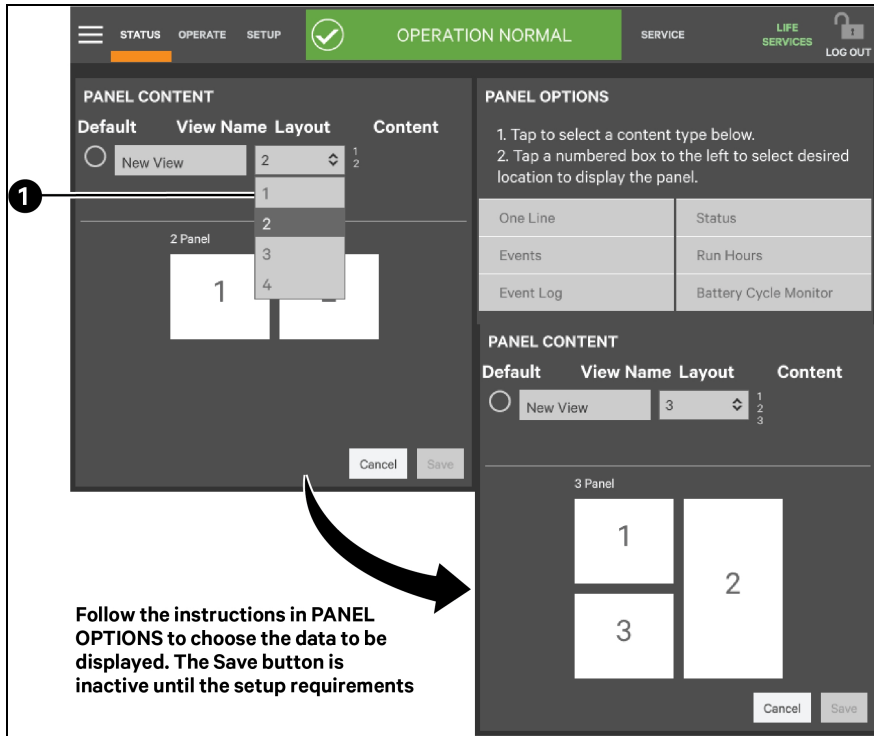 STATUS OPERATE SETUP OPERATION NORMAL SERVICE LIFE SERVICES LOG OUT
PANEL CONTENT
Default View Name Layout Content
New View 2 1 2
1
1
2
3
4
2 Panel
1
PANEL OPTIONS
1. Tap to select a content type below.
2. Tap a numbered box to the left to select desired
location to display the panel.
One Line Status
Events Run Hours
Event Log Battery Cycle Monitor
Cancel Save
PANEL CONTENT
Default View Name Layout Content
New View 3 1 2 3
3 Panel
1
2
3
Cancel Save
Follow the instructions in PANEL
OPTIONS to choose the data to be
displayed. The Save button is
inactive until the setup requirements